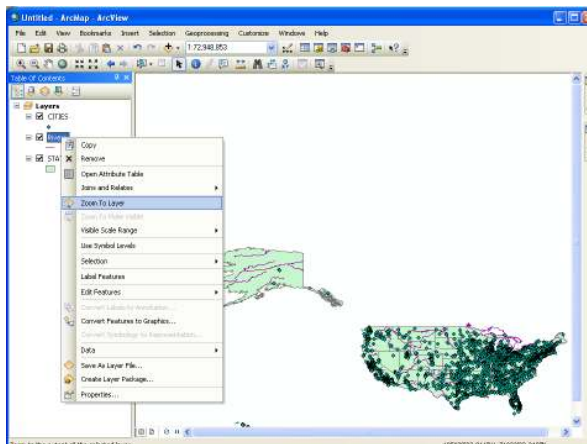 Untitled - ArcMap - ArcView
File Edit View Bookmarks Insert Selection Geoprocessing Customize Windows Help
1:72,948,853
Table Of Contents
Layers
CITIES
Copy
Remove
Open Attribute Table
Joins and Relates
Zoom To Layer
Zoom To Make Visible
Visible Scale Range
Use Symbol Levels
Selection
Label Features
Edit Features
Convert Labels to Annotation...
Convert Features to Graphics...
Convert Symbology to Representation...
Data
Save As Layer File...
Create Layer Package...
Properties...